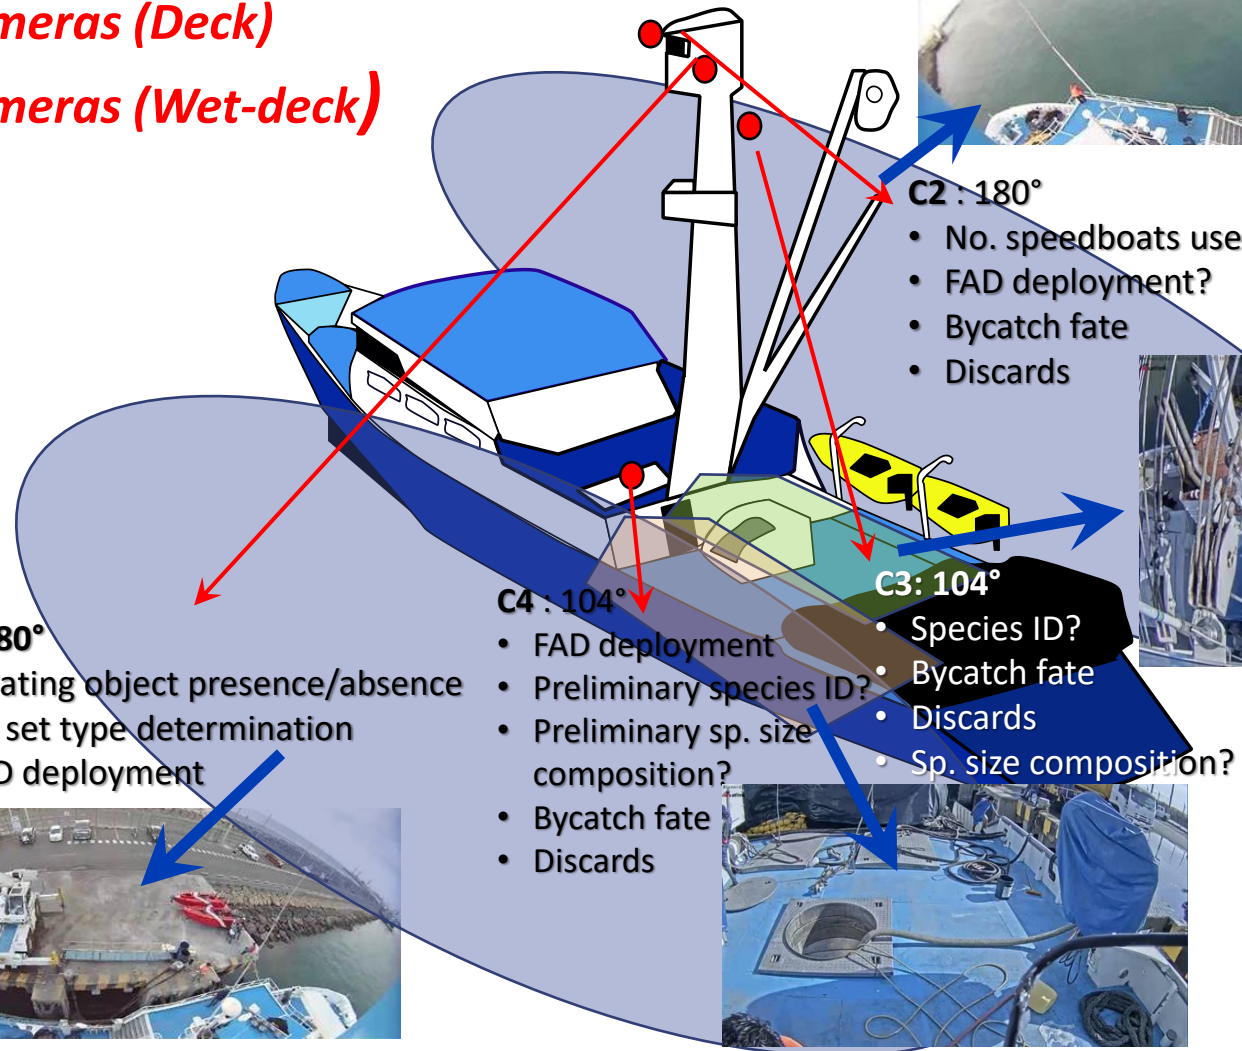 meras (Deck)
meras (Wet-deck)
C2 : 180°
• No. speedboats use
• FAD deployment?
• Bycatch fate
• Discards
C3: 104°
• Species ID?
• Bycatch fate
• Discards
• Sp. size composition?
C4 : 104°
• FAD deployment
• Preliminary species ID?
• Preliminary sp. size
composition?
• Bycatch fate
• Discards
80°
ating object presence/absence
set type determination
D deployment